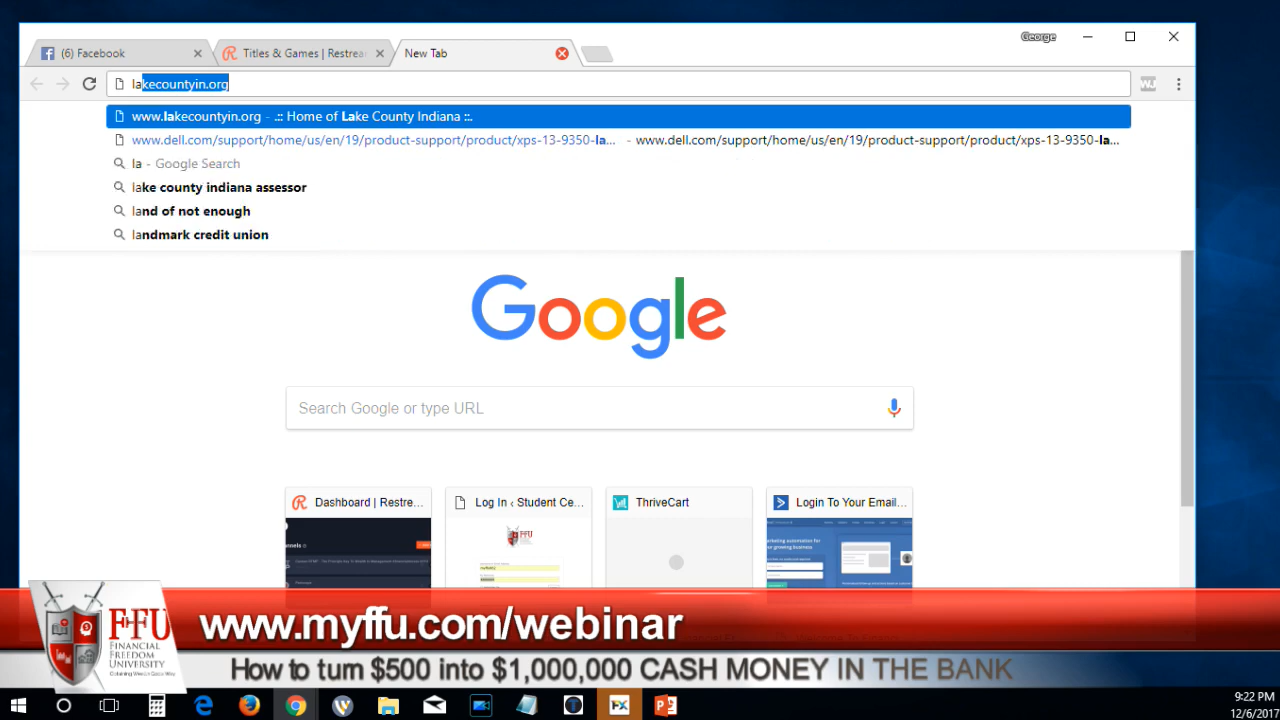 George
(6) Facebook
Titles & Games | Restrea
New Tab
lakecountyin.org
www.lakecountyin.org - .:: Home of Lake County Indiana ::.
www.dell.com/support/home/us/en/19/product-support/product/xps-13-9350-la... - www.dell.com/support/home/us/en/19/product-support/product/xps-13-9350-la...
la - Google Search
lake county indiana assessor
land of not enough
landmark credit union
Google
Search Google or type URL
Dashboard | Restre...
Log In ‹ Student Ce...
ThriveCart
Login To Your Email...
FFU
FINANCIAL
FREEDOM
UNIVERSITY
www.myffu.com/webinar
How to turn $500 into $1,000,000 CASH MONEY IN THE BANK
9:22 PM
12/6/2017